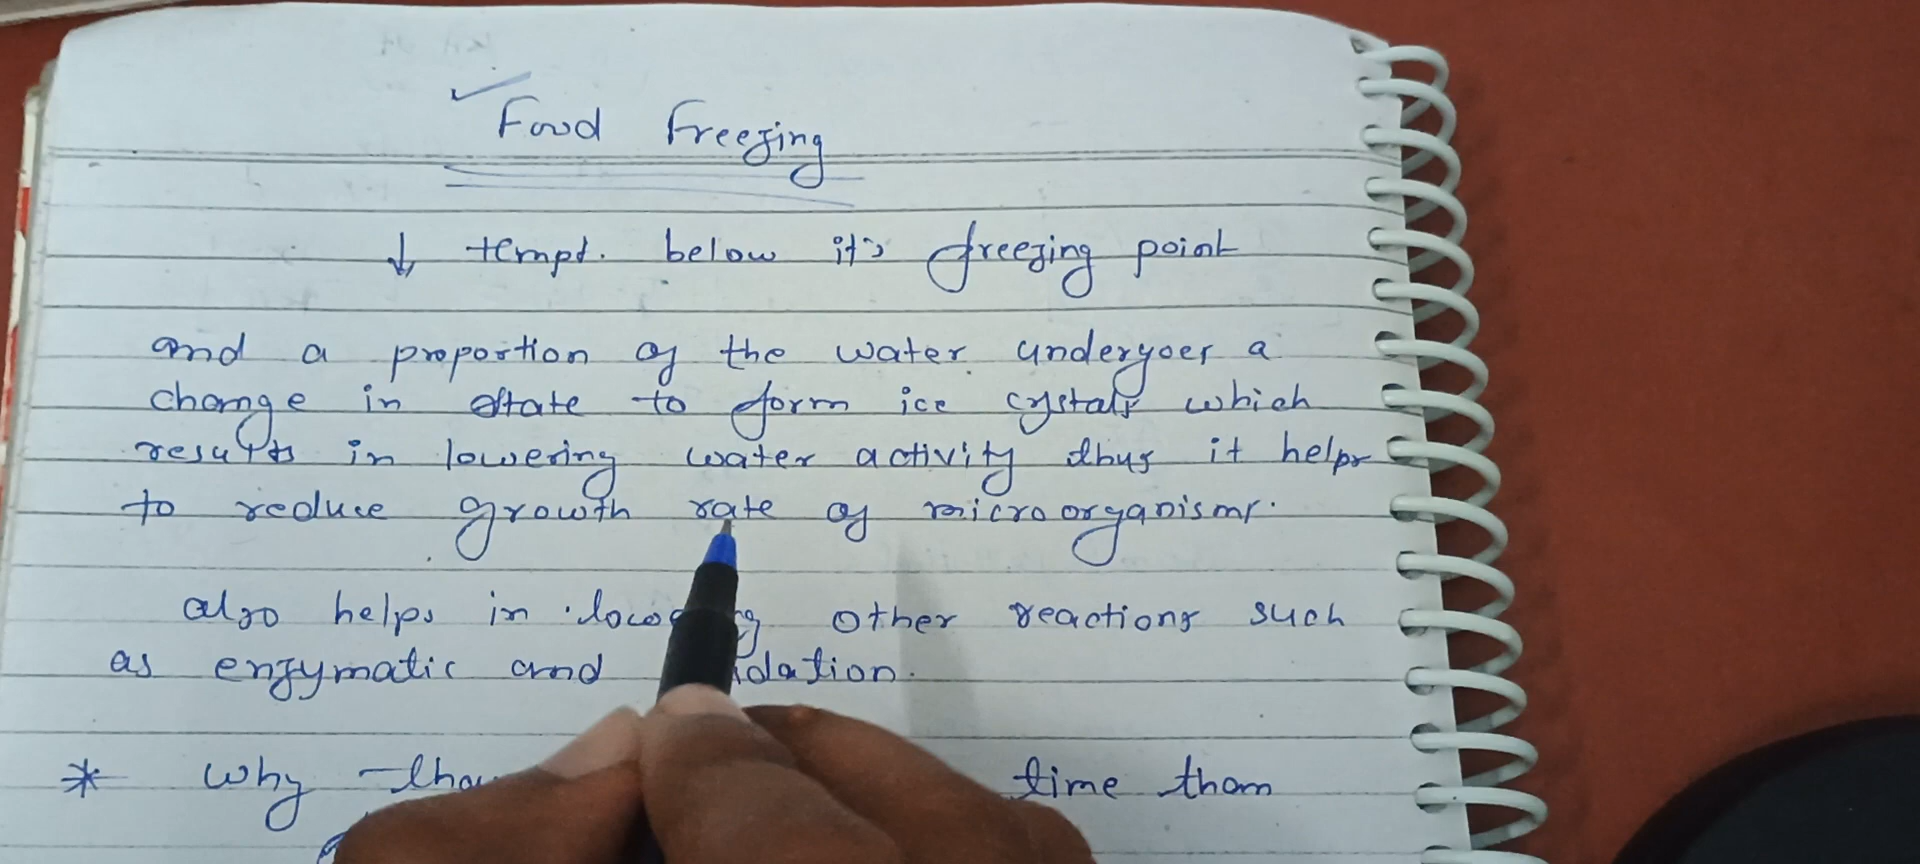 Food Freezing
↓ tempt. below it's freezing point
and a proportion of the water undergoes a
change in state to form ice crystals which
results in lowering water activity thus it helps
to reduce growth rate of microorganisms.
also helps in other reactions such
as enzymatic and
* Why time than